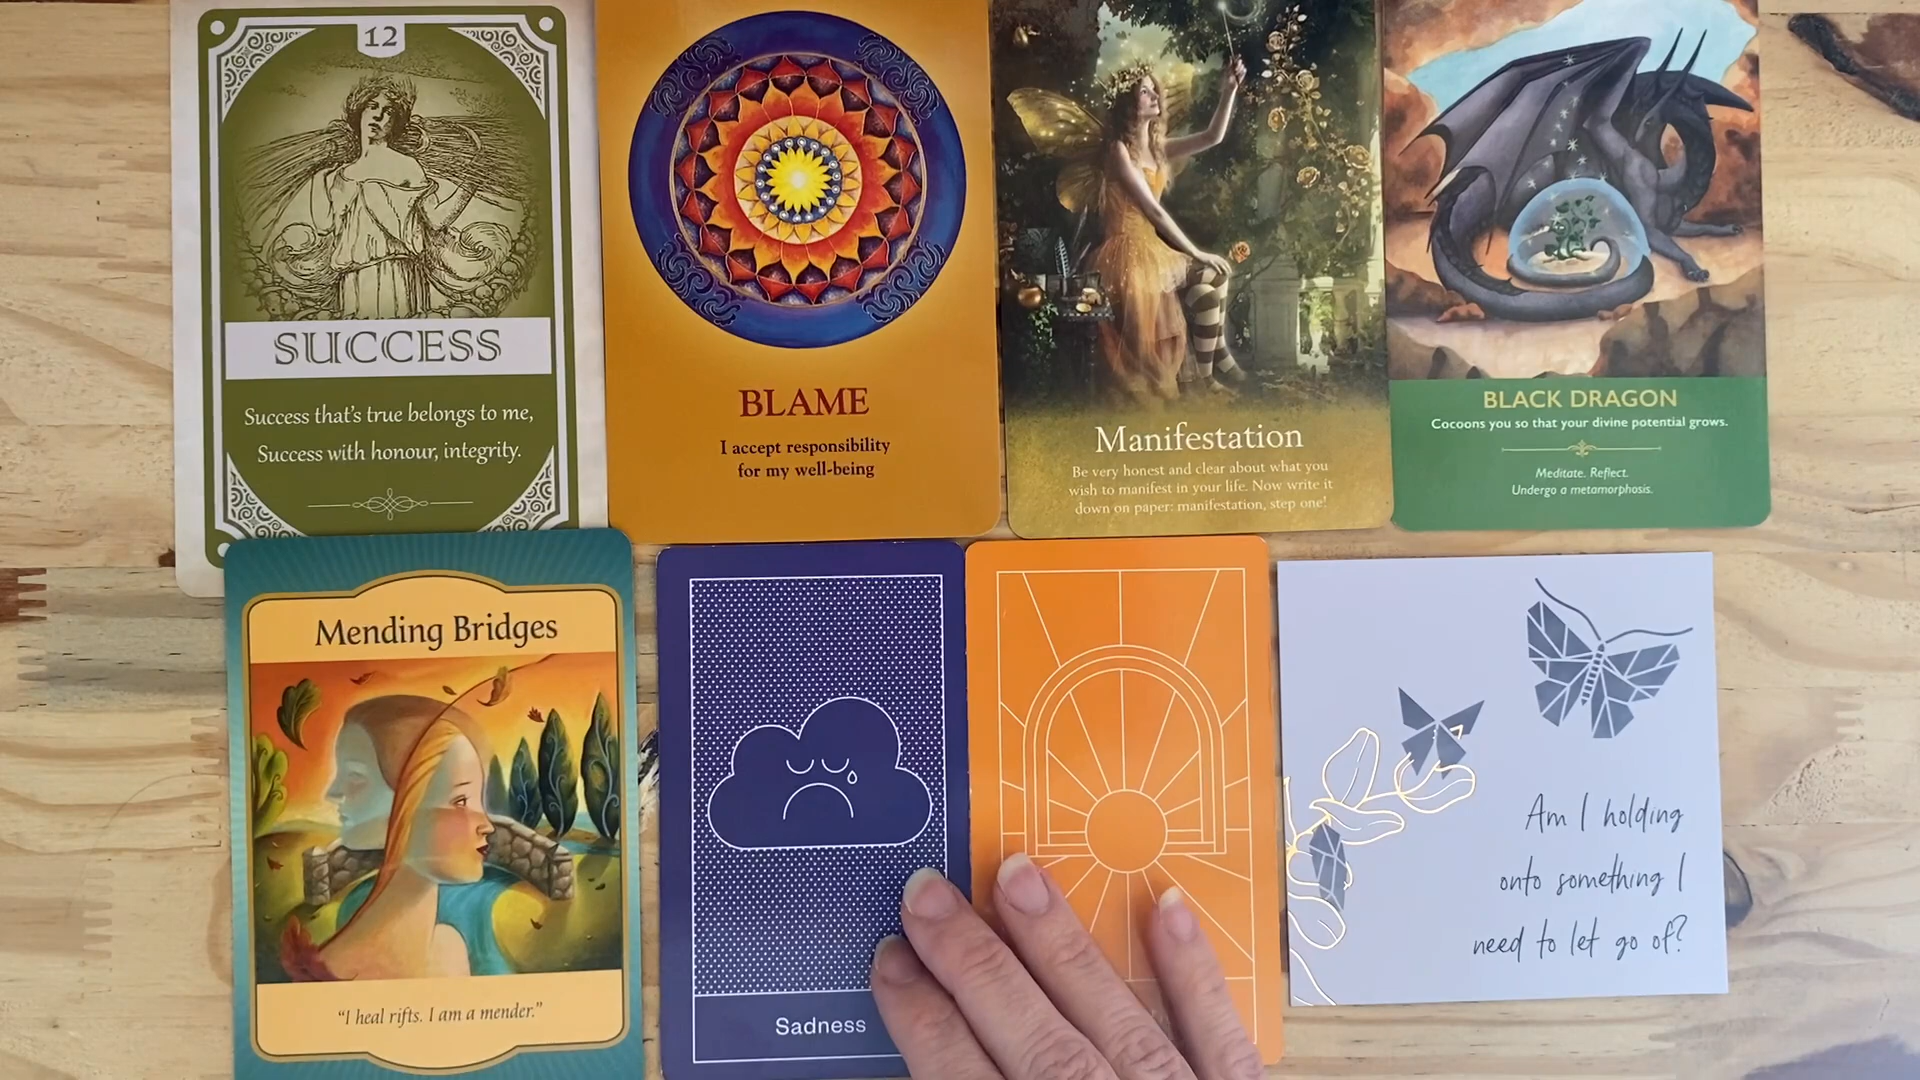 12
SUCCESS
Success that's true belongs to me,
Success with honour, integrity.
BLAME
I accept responsibility
for my well-being
Manifestation
Be very honest and clear about what you
wish to manifest in your life. Now write it
down on paper: manifestation, step one!
BLACK DRAGON
Cocoons you so that your divine potential grows.
Meditate. Reflect.
Undergo a metamorphosis.
Mending Bridges
"I heal rifts. I am a mender."
Sadness
Am I holding
onto something I
need to let go of?